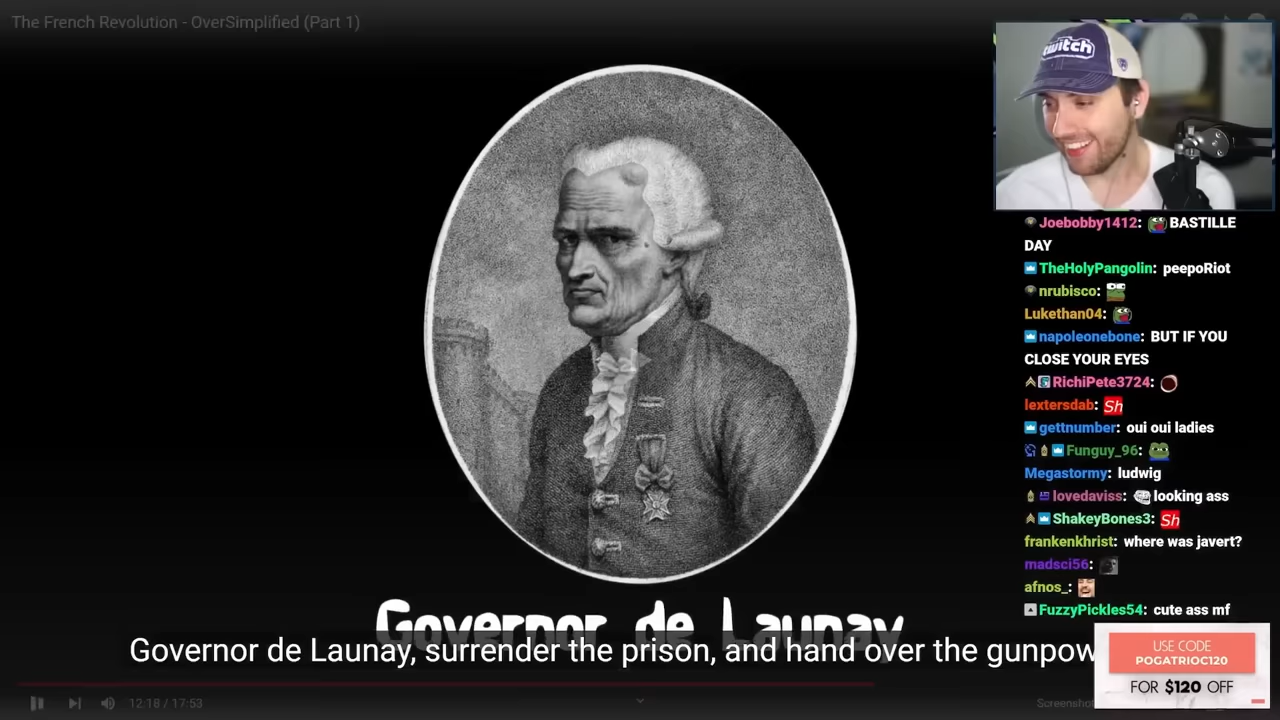 The French Revolution - OverSimplified (Part 1)
twitch
Joebobby1412: BASTILLE
DAY
TheHolyPangolin: peepoRiot
nrubisco:
Lukethan04:
napoleonebone: BUT IF YOU
CLOSE YOUR EYES
RichiPete3724:
lextersdab: Sh
gettnumber: oui oui ladies
Funguy_96:
Megastormy: ludwig
lovedaviss: looking ass
ShakeyBones3: Sh
frankenkhrist: where was javert?
madsci56:
afnos_:
FuzzyPickles54: cute ass mf
Governor de Launay
Governor de Launay, surrender the prison, and hand over the gunpow
USE CODE
POGATRIOC120
FOR $120 OFF
12:18 / 17:53
Screenshot